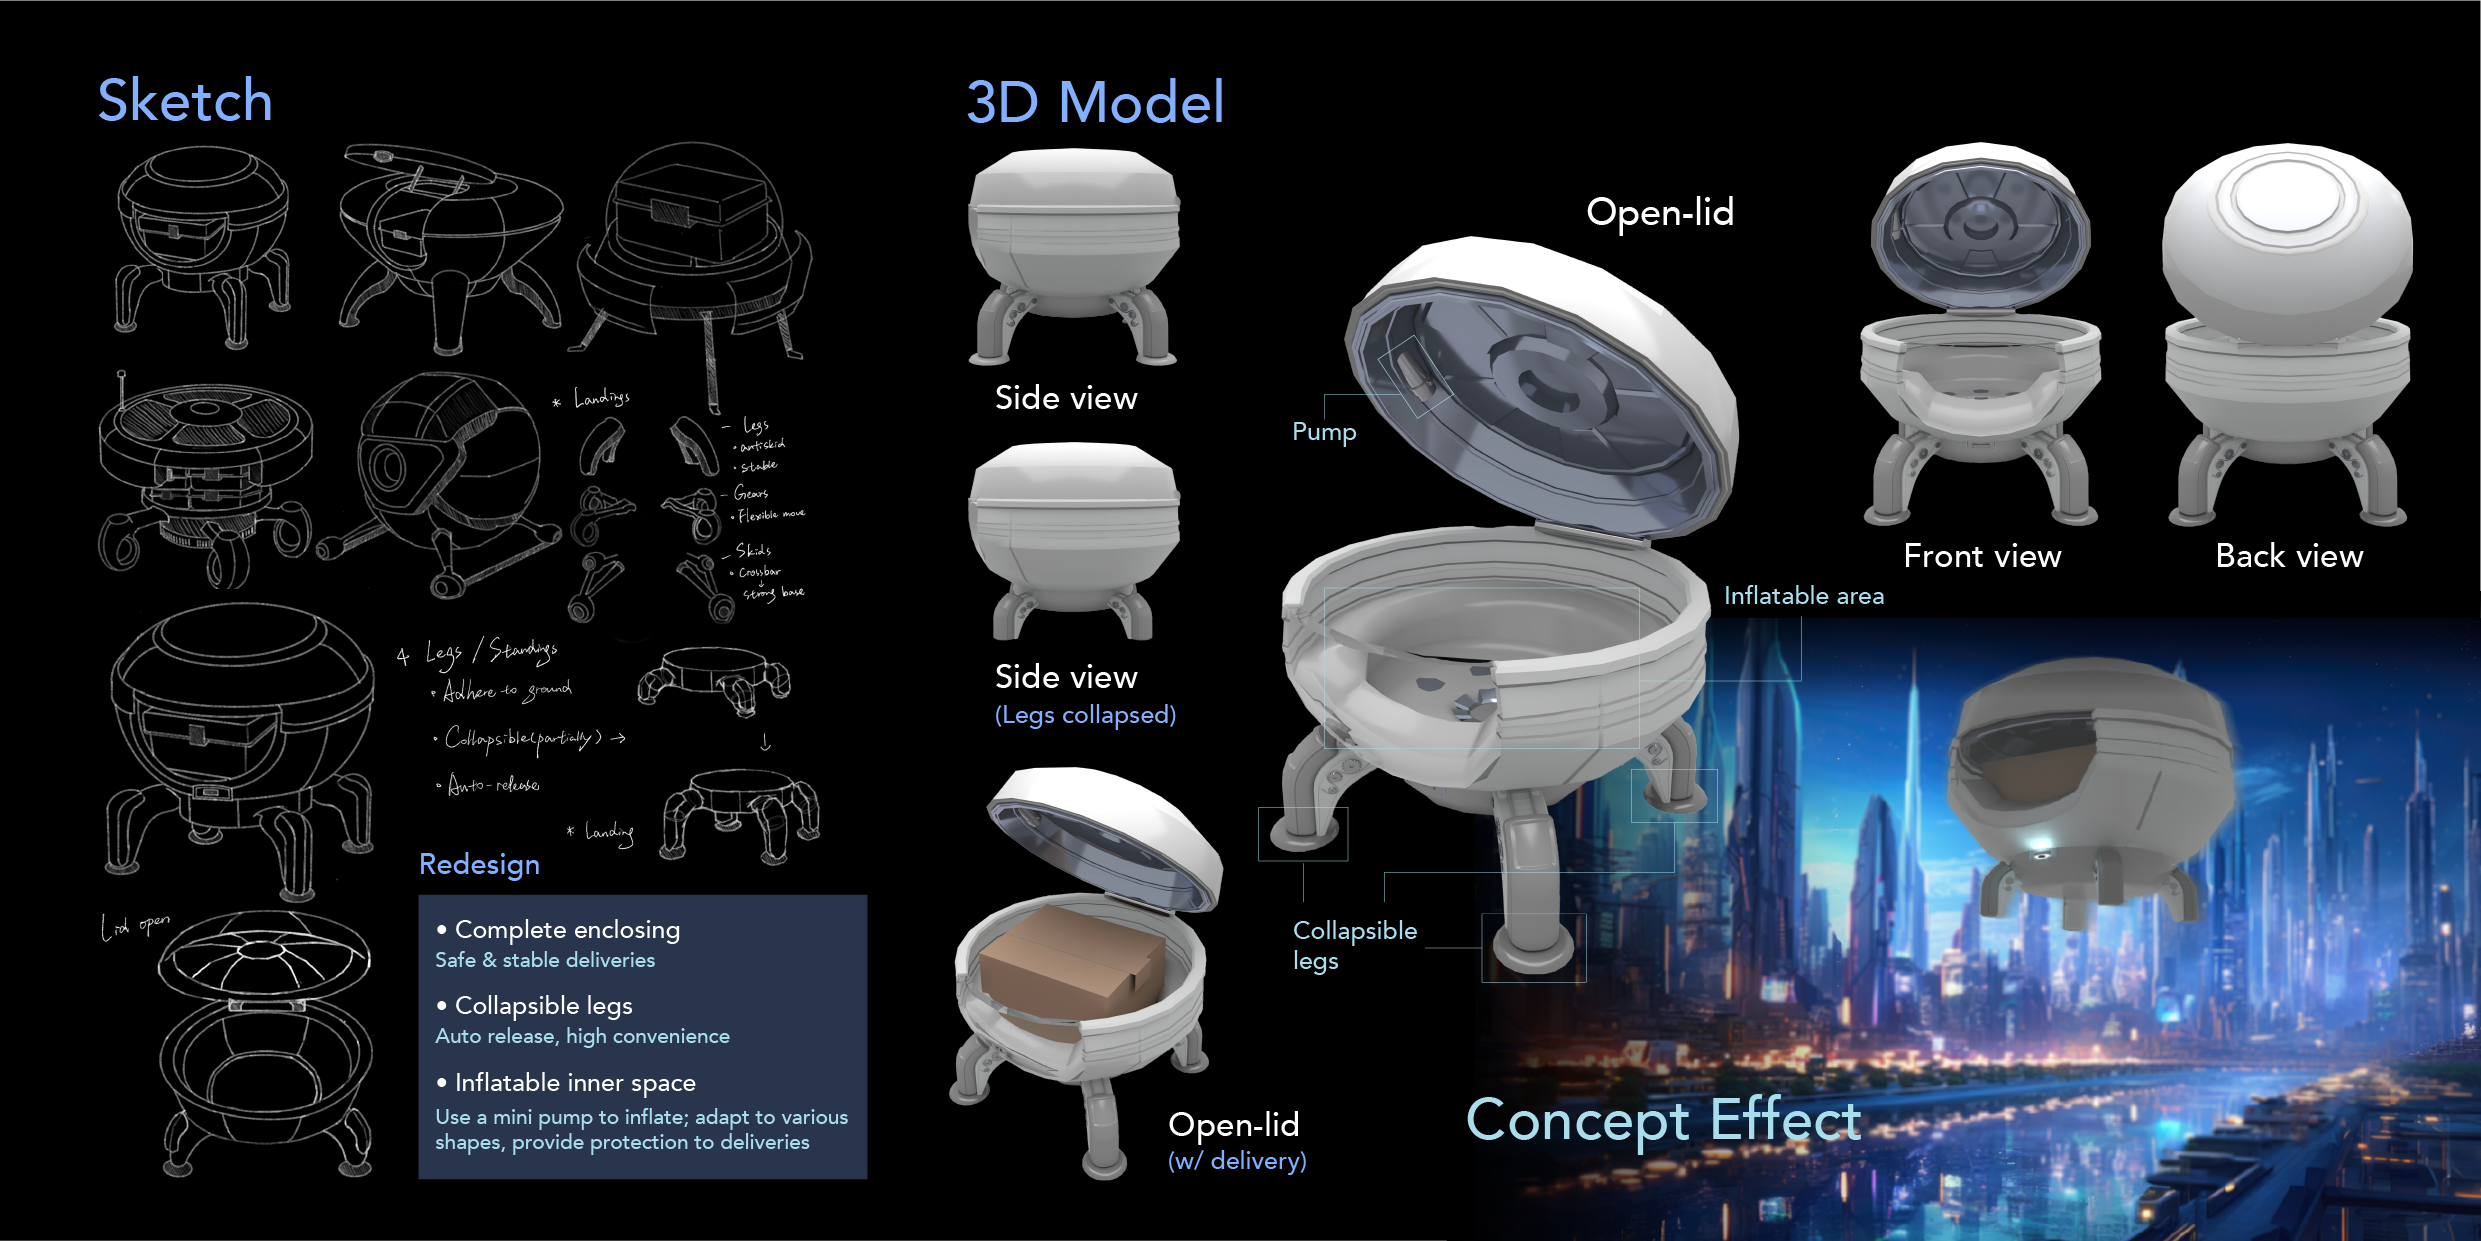 Sketch
* Landings
- Legs
• antiskid
• stable
- Gears
• Flexible move
- Skids
• Crossbar
↓
strong base
4 Legs / Standings
• Adhere to ground
• Collapsible (partially) →
↓
• Auto-release
* Landing
Lid open
Redesign
• Complete enclosing
Safe & stable deliveries
• Collapsible legs
Auto release, high convenience
• Inflatable inner space
Use a mini pump to inflate; adapt to various
shapes, provide protection to deliveries
3D Model
Side view
Side view
(Legs collapsed)
Open-lid
(w/ delivery)
Open-lid
Pump
Inflatable area
Collapsible
legs
Front view
Back view
Concept Effect